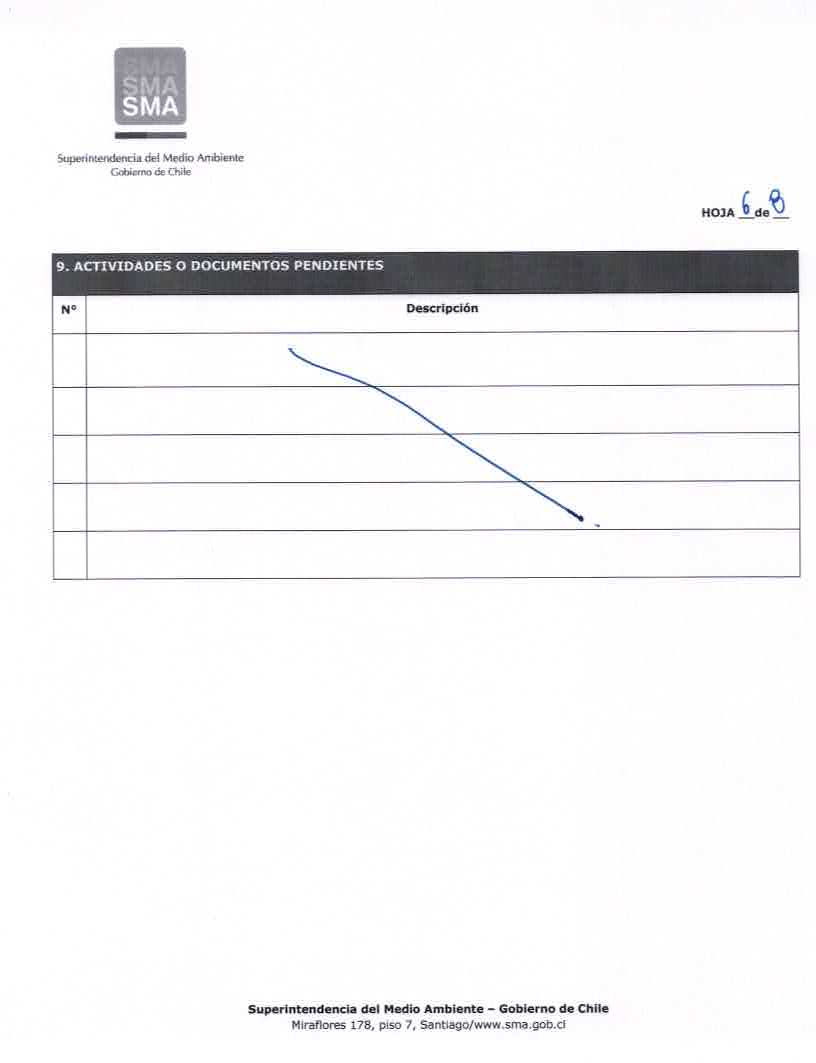 SMA
SMA
SMA
Superintendencia del Medio Ambiente
Gobierno de Chile
HOJA 6 de 8
9. ACTIVIDADES O DOCUMENTOS PENDIENTES
N° Descripción
Superintendencia del Medio Ambiente – Gobierno de Chile
Miraflores 178, piso 7, Santiago/www.sma.gob.cl